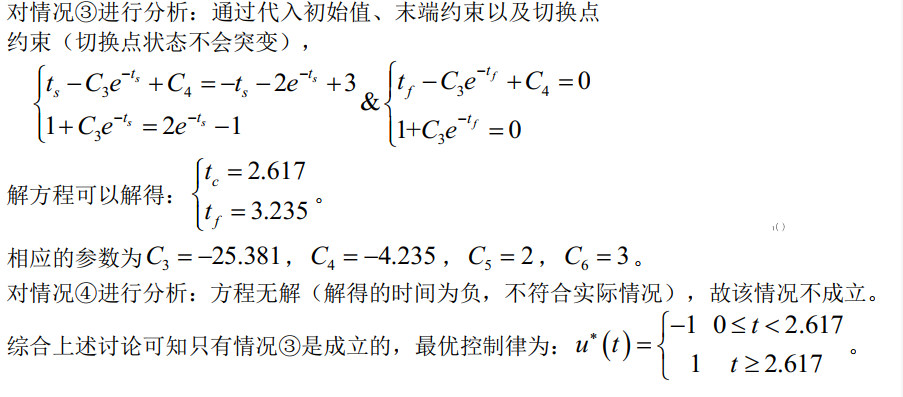 对情况③进行分析：通过代入初始值、末端约束以及切换点
约束（切换点状态不会突变），
{t_s − C_3e^{−t_s} + C_4 = −t_s − 2e^{−t_s} + 3 & {t_f − C_3e^{−t_f} + C_4 = 0
1 + C_3e^{−t_s} = 2e^{−t_s} − 1 1+C_3e^{−t_f} = 0
解方程可以解得：{t_c = 2.617
t_f = 3.235 。
相应的参数为 C_3 = −25.381，C_4 = −4.235，C_5 = 2，C_6 = 3。
对情况④进行分析：方程无解（解得的时间为负，不符合实际情况），故该情况不成立。
综合上述讨论可知只有情况③是成立的，最优控制律为：u^*(t) = {−1 0 ≤ t < 2.617
1 t ≥ 2.617 。